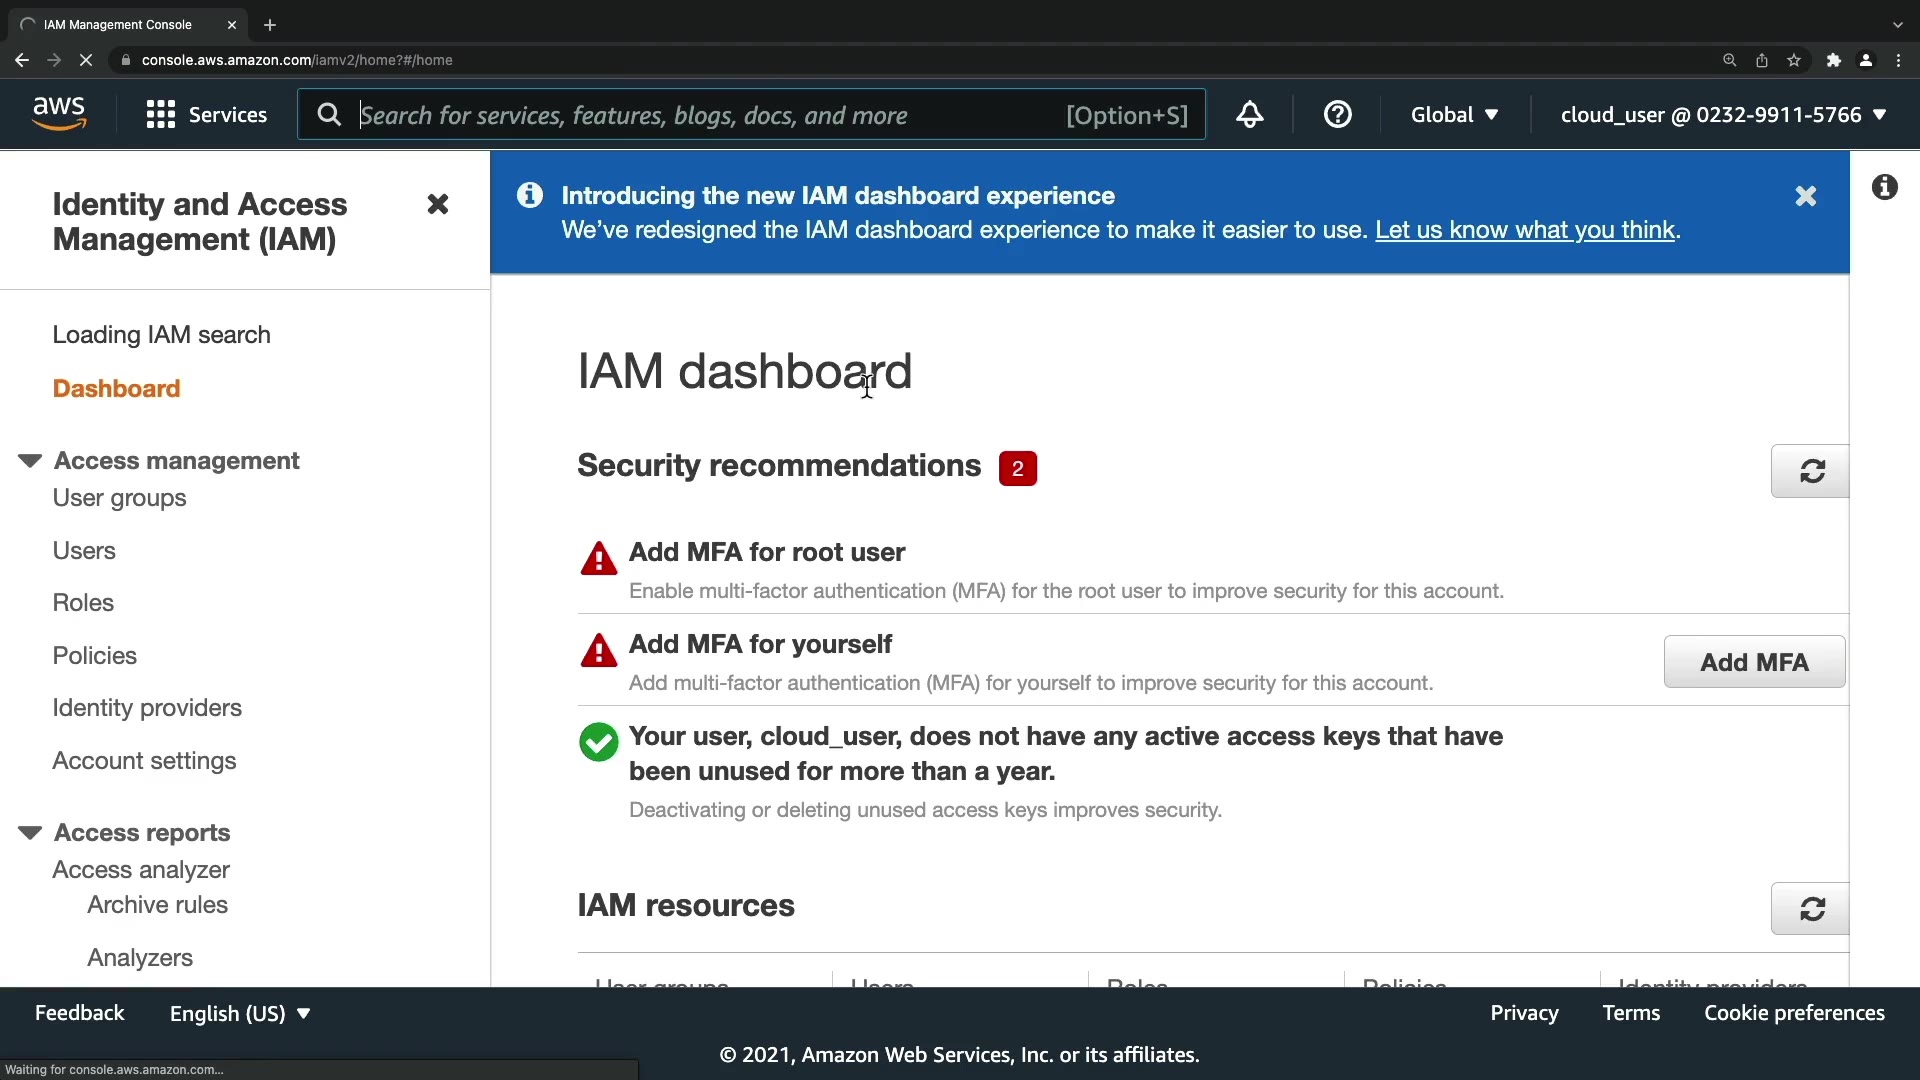 IAM Management Console
console.aws.amazon.com/iamv2/home?#/home
aws
Services
Search for services, features, blogs, docs, and more
[Option+S]
Global
cloud_user @ 0232-9911-5766
Identity and Access
Management (IAM)
Introducing the new IAM dashboard experience
We've redesigned the IAM dashboard experience to make it easier to use. Let us know what you think.
Loading IAM search
Dashboard
Access management
User groups
Users
Roles
Policies
Identity providers
Account settings
Access reports
Access analyzer
Archive rules
Analyzers
IAM dashboard
Security recommendations 2
Add MFA for root user
Enable multi-factor authentication (MFA) for the root user to improve security for this account.
Add MFA for yourself
Add multi-factor authentication (MFA) for yourself to improve security for this account.
Add MFA
Your user, cloud_user, does not have any active access keys that have
been unused for more than a year.
Deactivating or deleting unused access keys improves security.
IAM resources
User groups
Users
Roles
Policies
Identity providers
Feedback
English (US)
Privacy
Terms
Cookie preferences
© 2021, Amazon Web Services, Inc. or its affiliates.
Waiting for console.aws.amazon.com...